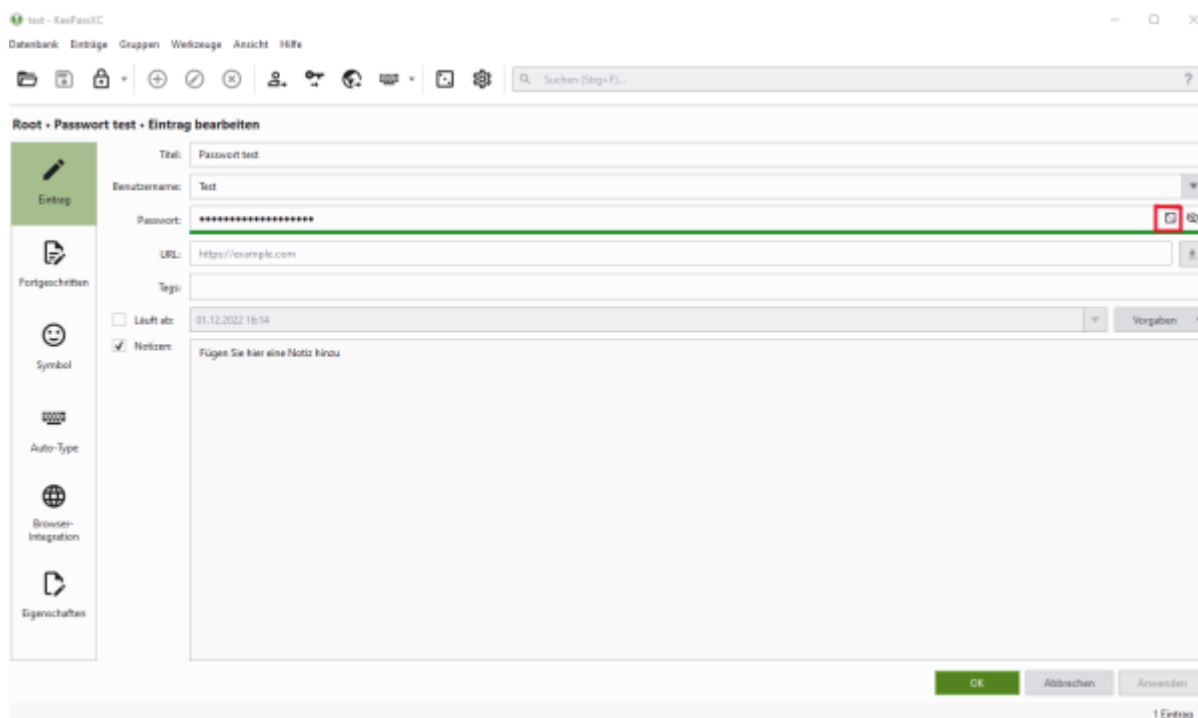 test - KeePassXC
Datenbank Einträge Gruppen Werkzeuge Ansicht Hilfe
Suchen (Strg+F)... ?
Root • Passwort test • Eintrag bearbeiten
Eintrag
Fortgeschritten
Symbol
Auto-Type
Browser-
Integration
Eigenschaften
Titel: Passwort test
Benutzername: Test
Passwort: •••••••••••••••••••
URL: https://example.com
Tags:
Läuft ab: 01.12.2022 16:14 Vorgaben
Notizen: Fügen Sie hier eine Notiz hinzu
OK Abbrechen Anwenden
1 Eintrag